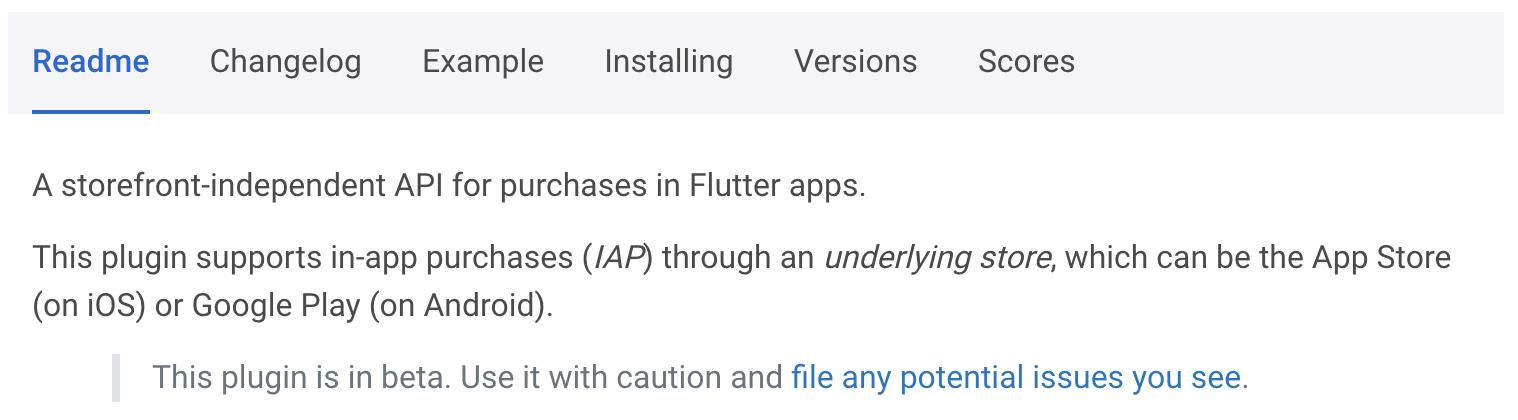 Readme Changelog Example Installing Versions Scores
A storefront-independent API for purchases in Flutter apps.
This plugin supports in-app purchases (IAP) through an underlying store, which can be the App Store
(on iOS) or Google Play (on Android).
This plugin is in beta. Use it with caution and file any potential issues you see.